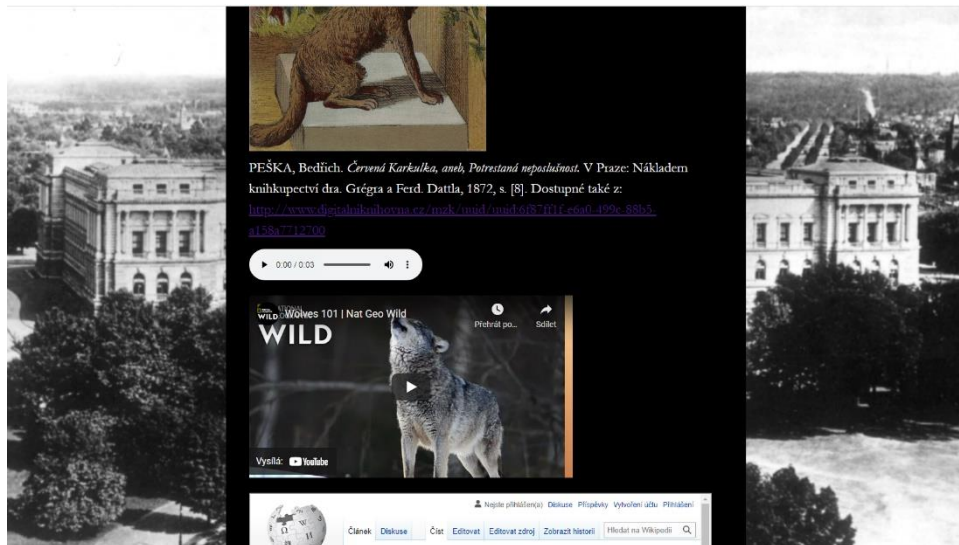 PEŠKA, Bedřich. Červená Karkulka, aneb, Potrestaná neposlušnost. V Praze: Nákladem
knihkupectví dra. Grégra a Ferd. Dattla, 1872, s. [8]. Dostupné také z:
http://www.digitalniknihovna.cz/mzk/uuid/uuid:6f87ff1f-e6a0-499c-88b5-
a158a7712700
0:00 / 0:03
Wolves 101 | Nat Geo Wild
WILD
Přehrát po...
Sdílet
Vysílá: YouTube
Nejste přihlášen(a) Diskuse Příspěvky Vytvoření účtu Přihlášení
Článek Diskuse Číst Editovat Editovat zdroj Zobrazit historii Hledat na Wikipedii